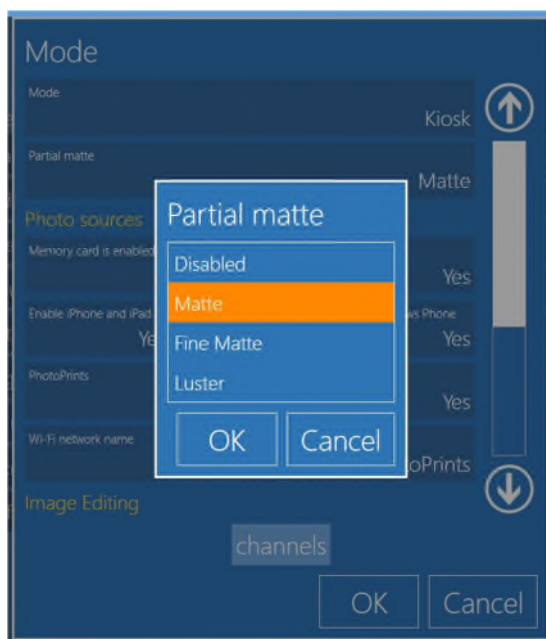 Mode
Mode
Kiosk
Partial matte
Matte
Photo sources
Memory card is enabled
Yes
Enable iPhone and iPad
Phone
Yes
PhotoPrints
Yes
Wi-Fi network name
Image Editing
channels
OK Cancel
Partial matte
Disabled
Matte
Fine Matte
Luster
OK Cancel